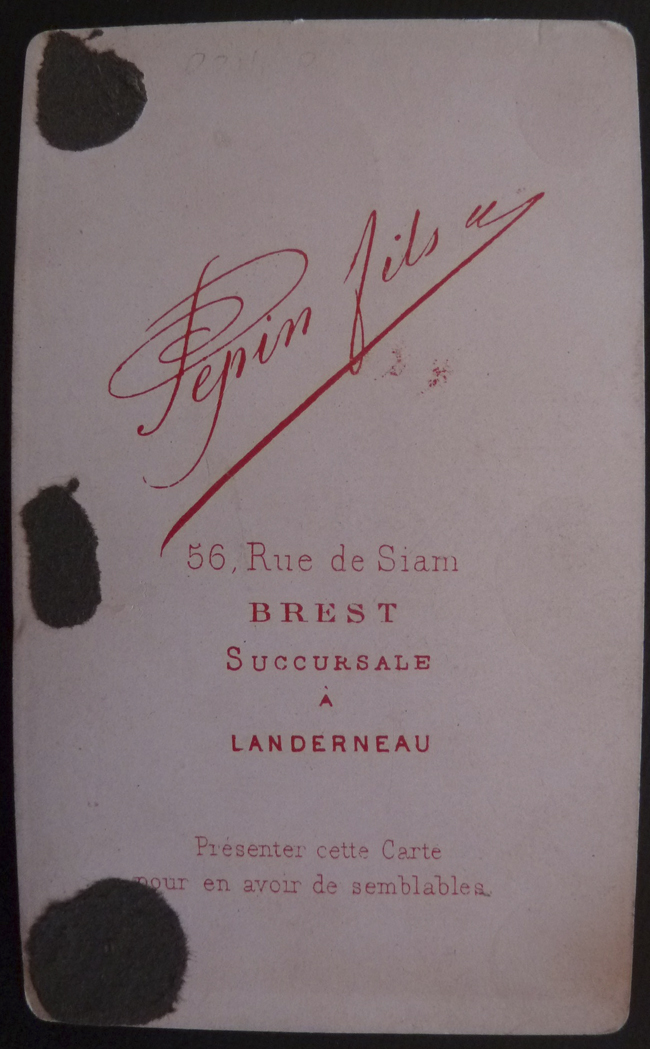 Pepin fils
56, Rue de Siam
BREST
SUCCURSALE
À
LANDERNEAU
Présenter cette Carte
pour en avoir de semblables